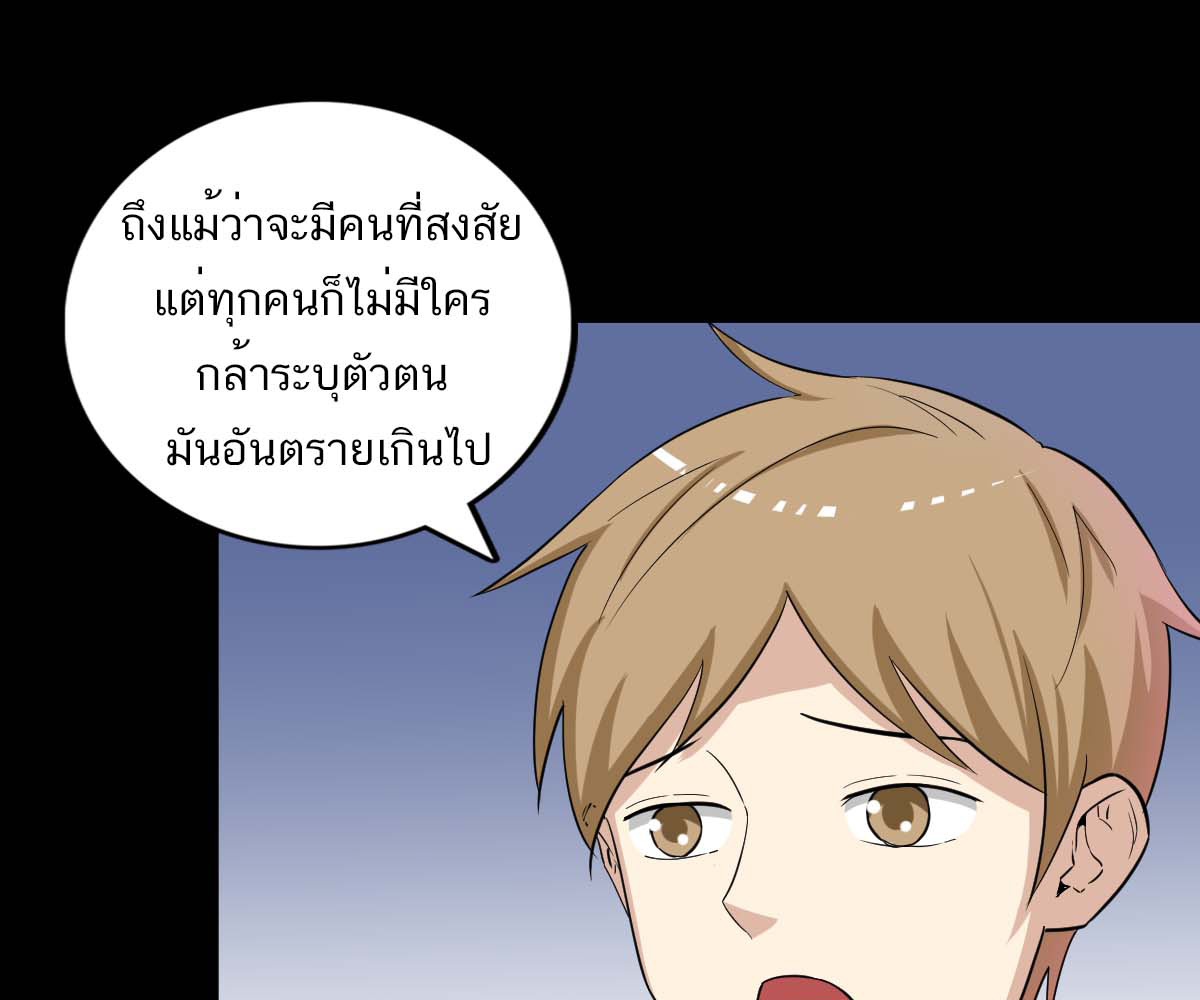 ถึงแม้ว่าจะมีคนที่สงสัย
แต่ทุกคนก็ไม่มีใคร
กล้าระบุตัวตน
มันอันตรายเกินไป